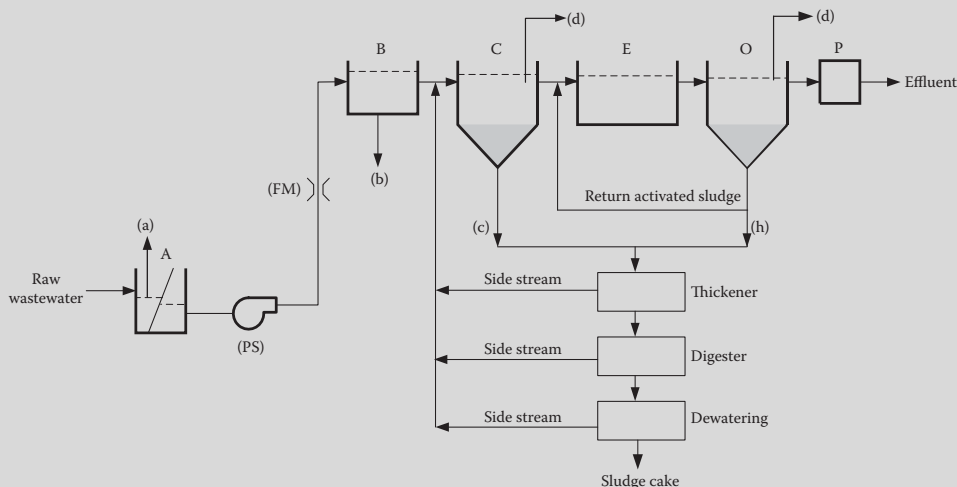 (d)
(d)
B
C
E
O
P
Effluent
(FM)
(b)
Return activated sludge
(a)
(c)
(h)
A
Raw
wastewater
Side stream
Thickener
(PS)
Side stream
Digester
Side stream
Dewatering
Sludge cake